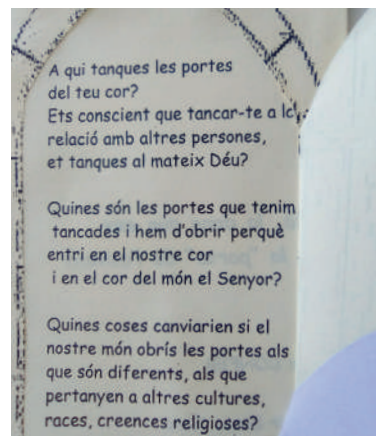 A qui tanques les portes
del teu cor?
Ets conscient que tancar-te a la
relació amb altres persones,
et tanques al mateix Déu?
Quines són les portes que tenim
tancades i hem d'obrir perquè
entri en el nostre cor
i en el cor del món el Senyor?
Quines coses canviarien si el
nostre món obrís les portes als
que són diferents, als que
pertanyen a altres cultures,
races, creences religioses?